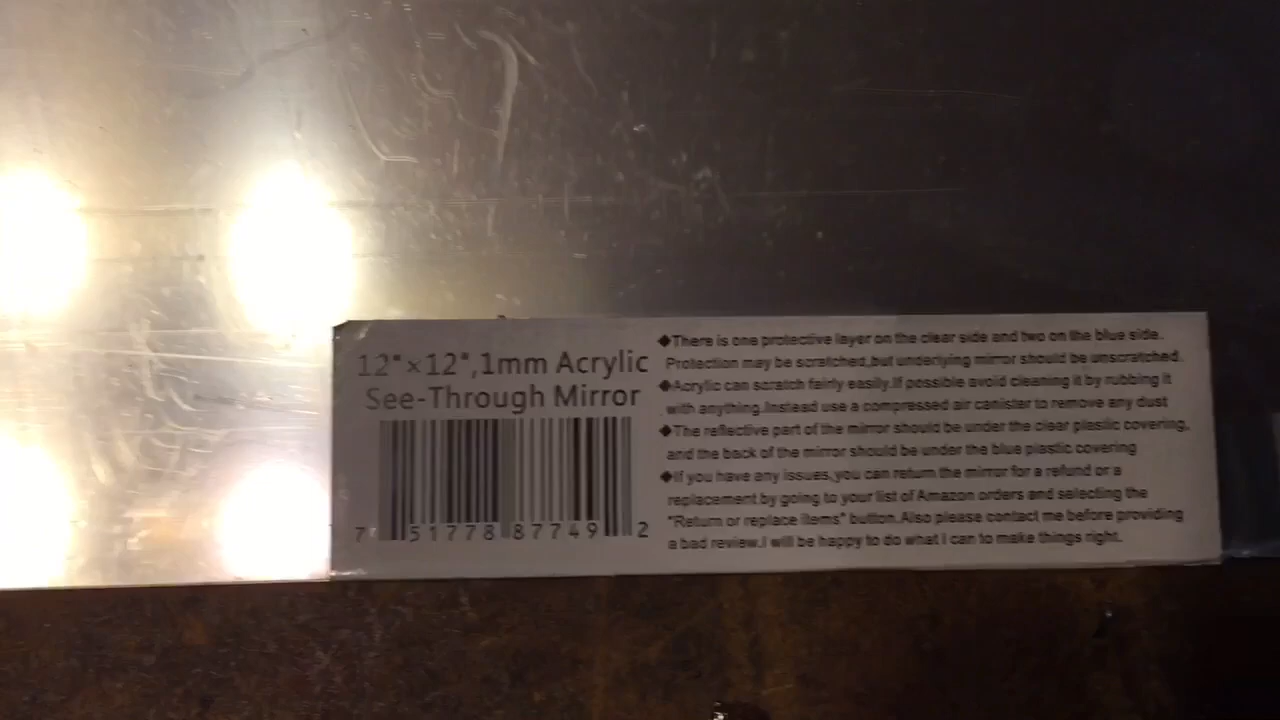 12"×12",1mm Acrylic
See-Through Mirror
7 51778 87749 2
◆There is one protective layer on the clear side and two on the blue side.
Protection may be scratched,but underlying mirror should be unscratched.
◆Acrylic can scratch fairly easily.If possible avoid cleaning it by rubbing it
with anything.Instead use a compressed air canister to remove any dust
◆The reflective part of the mirror should be under the clear plastic covering,
and the back of the mirror should be under the blue plastic covering
◆If you have any issues,you can return the mirror for a refund or a
replacement by going to your list of Amazon orders and selecting the
"Return or replace items" button.Also please contact me before providing
a bad review.I will be happy to do what I can to make things right.